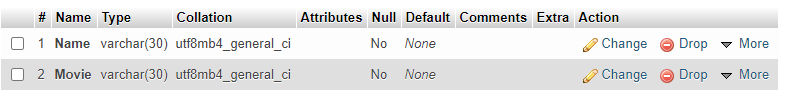 # Name Type Collation Attributes Null Default Comments Extra Action
1 Name varchar(30) utf8mb4_general_ci No None Change Drop More
2 Movie varchar(30) utf8mb4_general_ci No None Change Drop More